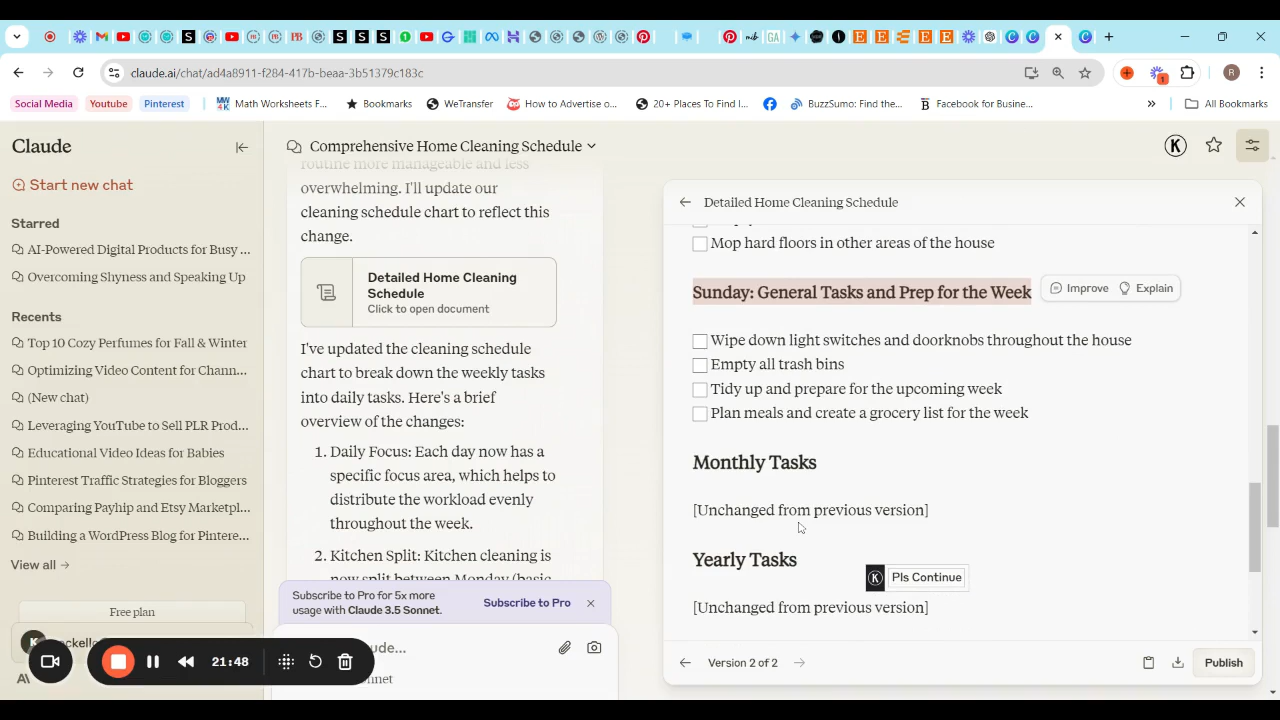 claude.ai/chat/ad4a8911-f284-417b-beaa-3b51379c183c
Social Media
Youtube
Pinterest
Math Worksheets F...
Bookmarks
WeTransfer
How to Advertise o...
20+ Places To Find I...
BuzzSumo: Find the...
Facebook for Busine...
All Bookmarks
Claude
Start new chat
Starred
AI-Powered Digital Products for Busy ...
Overcoming Shyness and Speaking Up
Recents
Top 10 Cozy Perfumes for Fall & Winter
Optimizing Video Content for Chann...
(New chat)
Leveraging YouTube to Sell PLR Prod...
Educational Video Ideas for Babies
Pinterest Traffic Strategies for Bloggers
Comparing Payhip and Etsy Marketpl...
Building a WordPress Blog for Pintere...
View all
Free plan
21:48
Comprehensive Home Cleaning Schedule
routine more manageable and less
overwhelming. I'll update our
cleaning schedule chart to reflect this
change.
Detailed Home Cleaning
Schedule
Click to open document
I've updated the cleaning schedule
chart to break down the weekly tasks
into daily tasks. Here's a brief
overview of the changes:
1. Daily Focus: Each day now has a
specific focus area, which helps to
distribute the workload evenly
throughout the week.
2. Kitchen Split: Kitchen cleaning is
now split between Monday (basic
Subscribe to Pro for 5x more
usage with Claude 3.5 Sonnet.
Subscribe to Pro
Detailed Home Cleaning Schedule
Mop hard floors in other areas of the house
Sunday: General Tasks and Prep for the Week
Improve
Explain
Wipe down light switches and doorknobs throughout the house
Empty all trash bins
Tidy up and prepare for the upcoming week
Plan meals and create a grocery list for the week
Monthly Tasks
[Unchanged from previous version]
Yearly Tasks
K
Pls Continue
[Unchanged from previous version]
Version 2 of 2
Publish